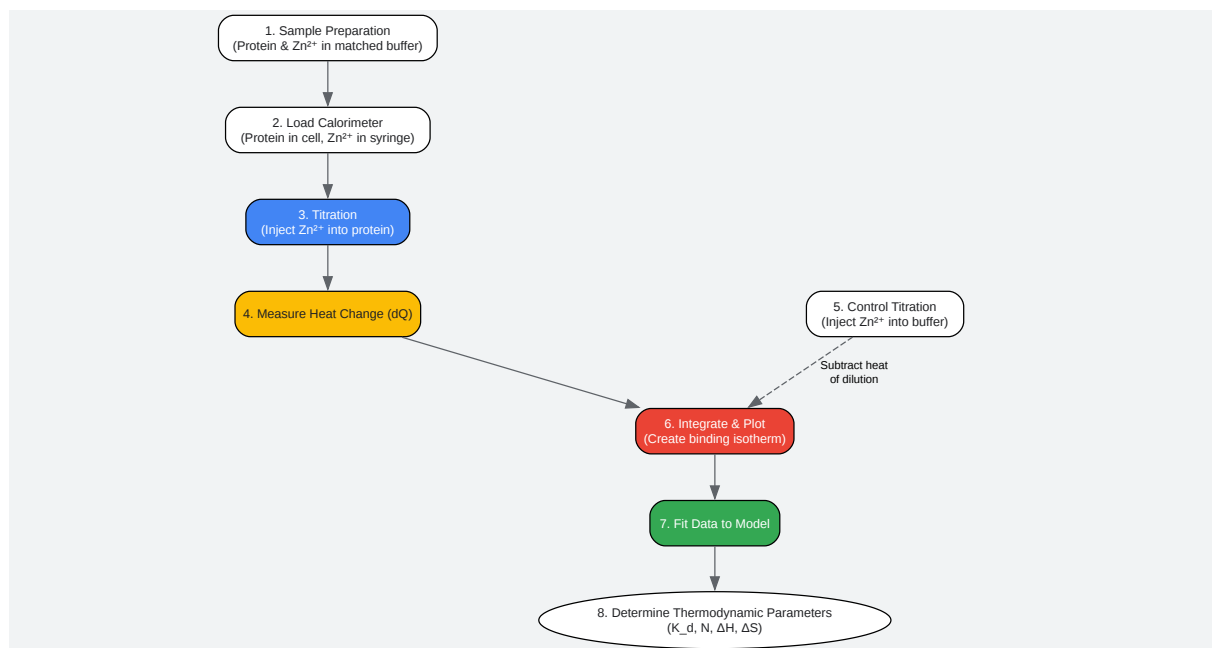 1. Sample Preparation
(Protein & Zn²⁺ in matched buffer)
2. Load Calorimeter
(Protein in cell, Zn²⁺ in syringe)
3. Titration
(Inject Zn²⁺ into protein)
4. Measure Heat Change (dQ)
5. Control Titration
(Inject Zn²⁺ into buffer)
Subtract heat
of dilution
6. Integrate & Plot
(Create binding isotherm)
7. Fit Data to Model
8. Determine Thermodynamic Parameters
(K_d, N, ΔH, ΔS)